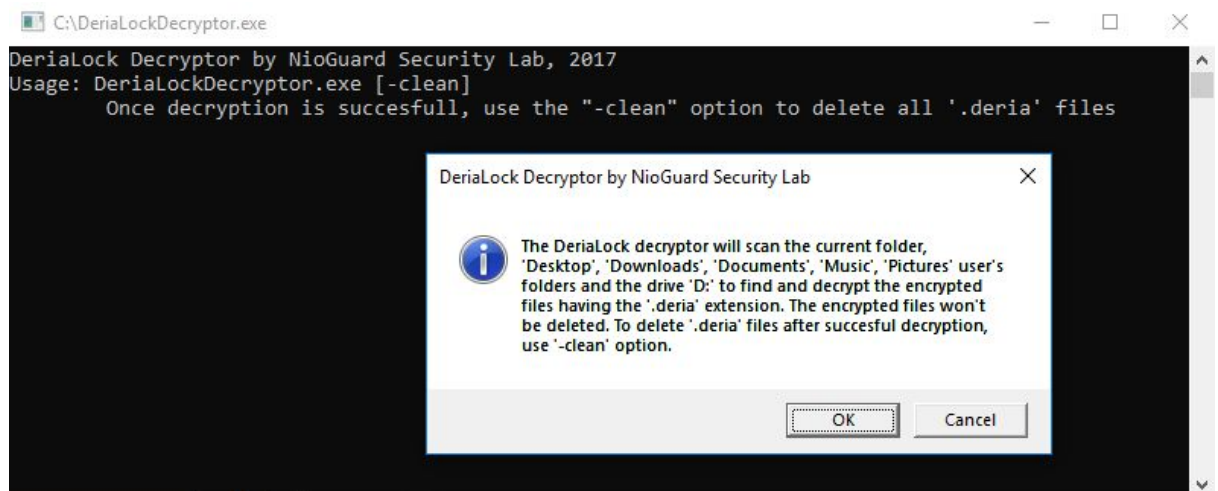 C:\DeriaLockDecryptor.exe
DeriaLock Decryptor by NioGuard Security Lab, 2017
Usage: DeriaLockDecryptor.exe [-clean]
Once decryption is succesfull, use the "-clean" option to delete all '.deria' files
DeriaLock Decryptor by NioGuard Security Lab
The DeriaLock decryptor will scan the current folder,
'Desktop', 'Downloads', 'Documents', 'Music', 'Pictures' user's
folders and the drive 'D:' to find and decrypt the encrypted
files having the '.deria' extension. The encrypted files won't
be deleted. To delete '.deria' files after succesful decryption,
use '-clean' option.
OK
Cancel